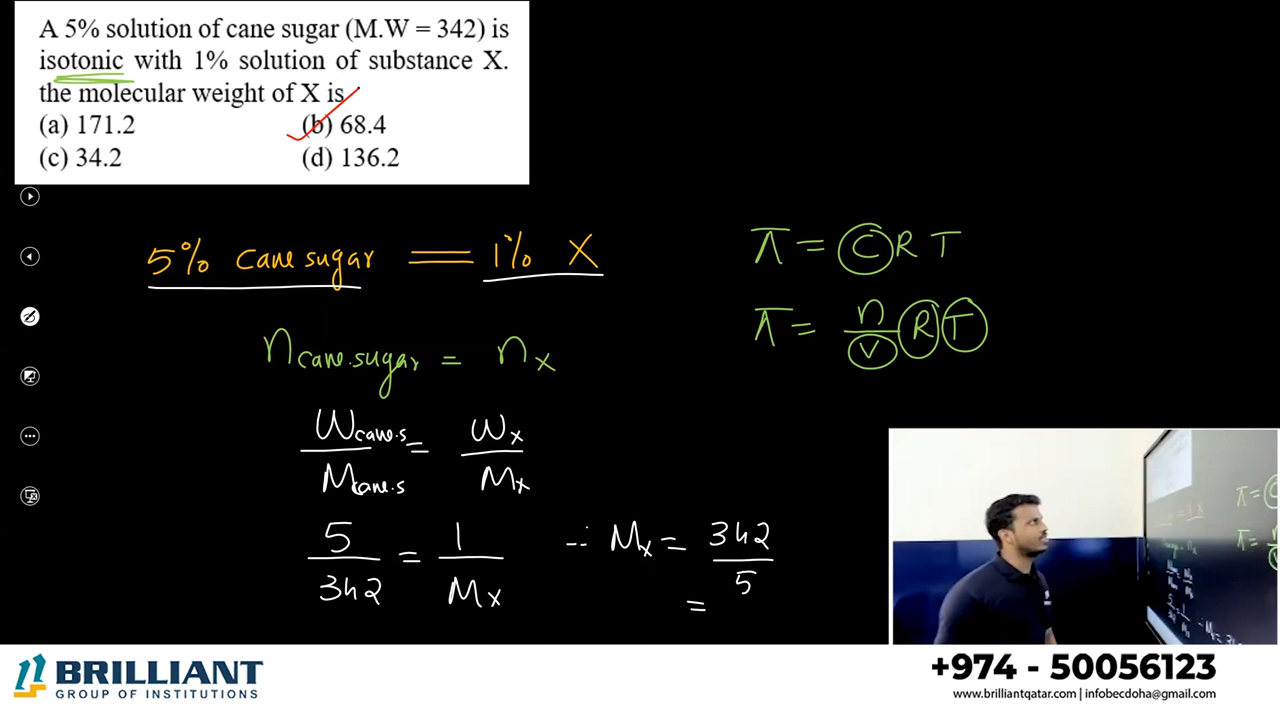 A 5% solution of cane sugar (M.W = 342) is
isotonic with 1% solution of substance X.
the molecular weight of X is
(a) 171.2 (b) 68.4
(c) 34.2 (d) 136.2
5% Cane sugar = 1% X
n cane.sugar = n x
W cane.s / M cane.s = W x / M x
5 / 342 = 1 / M x ∴ M x = 342 / 5
=
π = C R T
π = n / V R T
BRILLIANT
GROUP OF INSTITUTIONS
+974 - 50056123
www.brilliantqatar.com | infobecdoha@gmail.com